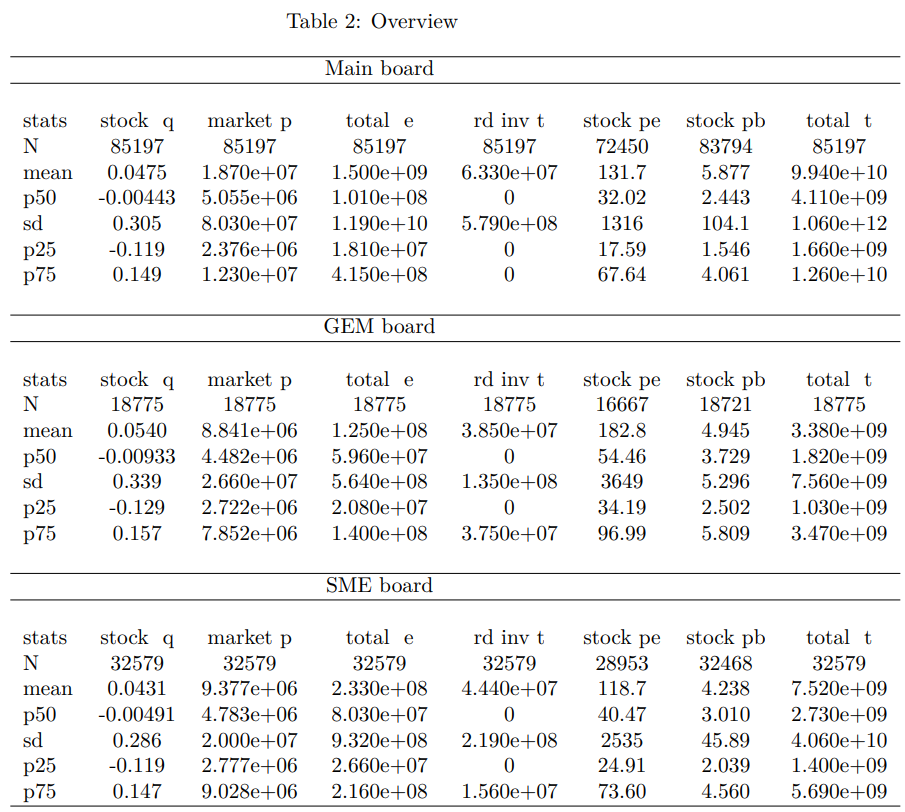 Table 2: Overview
Main board
stats stock q market p total e rd inv t stock pe stock pb total t
N 85197 85197 85197 85197 72450 83794 85197
mean 0.0475 1.870e+07 1.500e+09 6.330e+07 131.7 5.877 9.940e+10
p50 -0.00443 5.055e+06 1.010e+08 0 32.02 2.443 4.110e+09
sd 0.305 8.030e+07 1.190e+10 5.790e+08 1316 104.1 1.060e+12
p25 -0.119 2.376e+06 1.810e+07 0 17.59 1.546 1.660e+09
p75 0.149 1.230e+07 4.150e+08 0 67.64 4.061 1.260e+10
GEM board
stats stock q market p total e rd inv t stock pe stock pb total t
N 18775 18775 18775 18775 16667 18721 18775
mean 0.0540 8.841e+06 1.250e+08 3.850e+07 182.8 4.945 3.380e+09
p50 -0.00933 4.482e+06 5.960e+07 0 54.46 3.729 1.820e+09
sd 0.339 2.660e+07 5.640e+08 1.350e+08 3649 5.296 7.560e+09
p25 -0.129 2.722e+06 2.080e+07 0 34.19 2.502 1.030e+09
p75 0.157 7.852e+06 1.400e+08 3.750e+07 96.99 5.809 3.470e+09
SME board
stats stock q market p total e rd inv t stock pe stock pb total t
N 32579 32579 32579 32579 28953 32468 32579
mean 0.0431 9.377e+06 2.330e+08 4.440e+07 118.7 4.238 7.520e+09
p50 -0.00491 4.783e+06 8.030e+07 0 40.47 3.010 2.730e+09
sd 0.286 2.000e+07 9.320e+08 2.190e+08 2535 45.89 4.060e+10
p25 -0.119 2.777e+06 2.660e+07 0 24.91 2.039 1.400e+09
p75 0.147 9.028e+06 2.160e+08 1.560e+07 73.60 4.560 5.690e+09